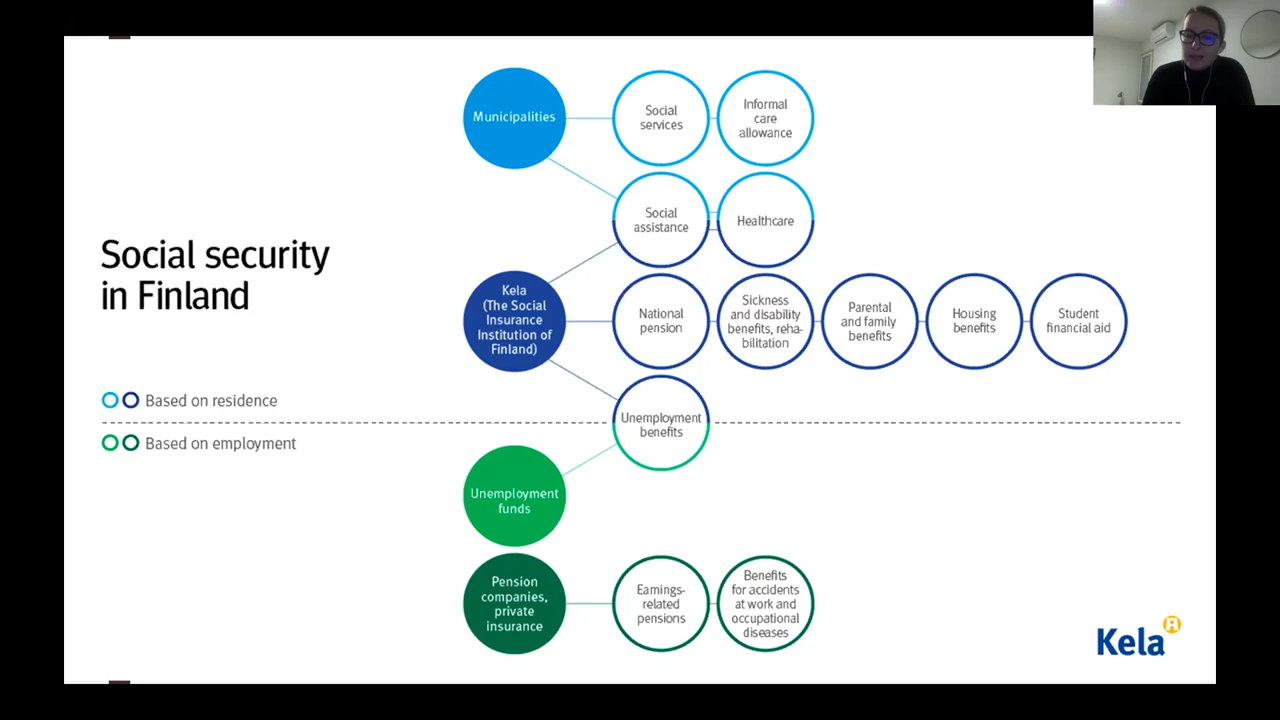 Social security
in Finland
Based on residence
Based on employment
Municipalities
Social
services
Informal
care
allowance
Social
assistance
Healthcare
Kela
(The Social
Insurance
Institution of
Finland)
National
pension
Sickness
and disability
benefits, reha-
bilitation
Parental
and family
benefits
Housing
benefits
Student
financial aid
Unemployment
benefits
Unemployment
funds
Pension
companies,
private
insurance
Earnings-
related
pensions
Benefits
for accidents
at work and
occupational
diseases
Kela